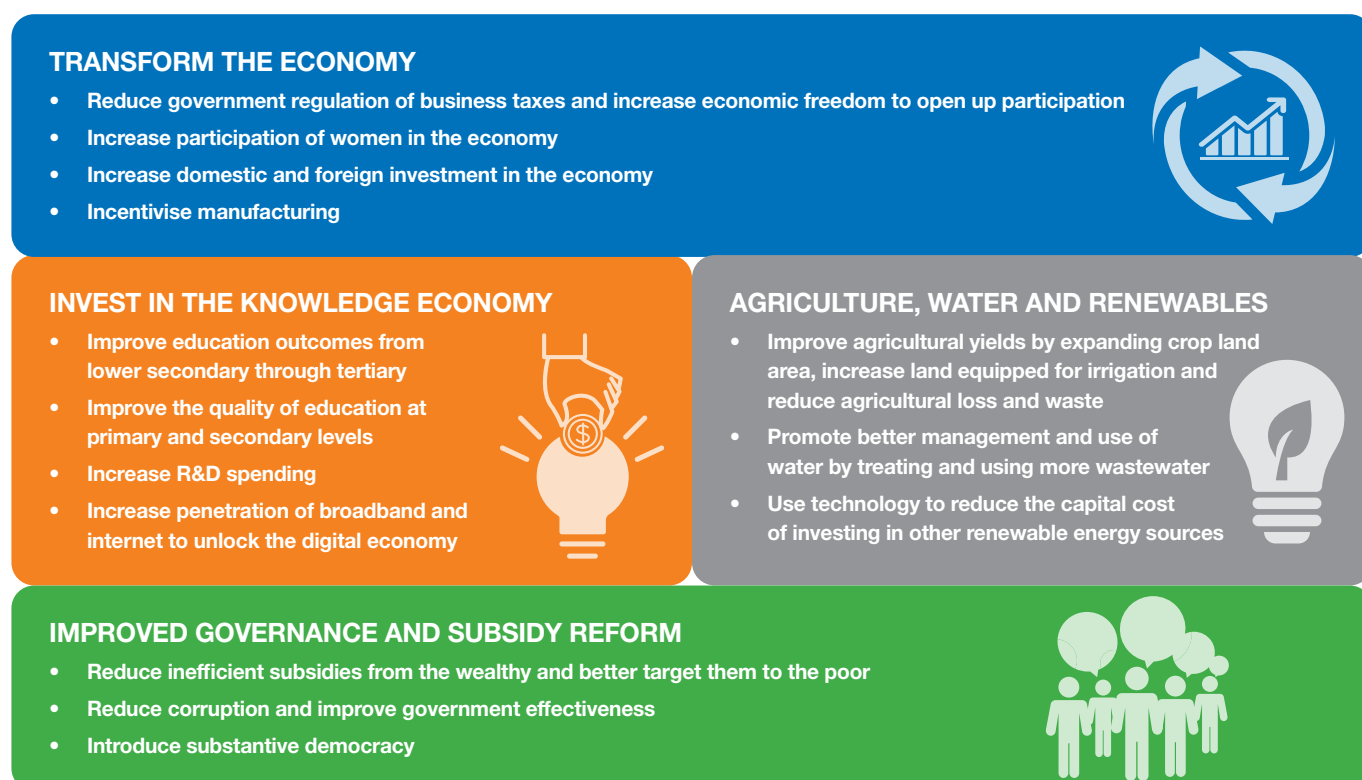 TRANSFORM THE ECONOMY
• Reduce government regulation of business taxes and increase economic freedom to open up participation
• Increase participation of women in the economy
• Increase domestic and foreign investment in the economy
• Incentivise manufacturing
INVEST IN THE KNOWLEDGE ECONOMY
• Improve education outcomes from
lower secondary through tertiary
• Improve the quality of education at
primary and secondary levels
• Increase R&D spending
• Increase penetration of broadband and
internet to unlock the digital economy
$
AGRICULTURE, WATER AND RENEWABLES
• Improve agricultural yields by expanding crop land
area, increase land equipped for irrigation and
reduce agricultural loss and waste
• Promote better management and use of
water by treating and using more wastewater
• Use technology to reduce the capital cost
of investing in other renewable energy sources
IMPROVED GOVERNANCE AND SUBSIDY REFORM
• Reduce inefficient subsidies from the wealthy and better target them to the poor
• Reduce corruption and improve government effectiveness
• Introduce substantive democracy